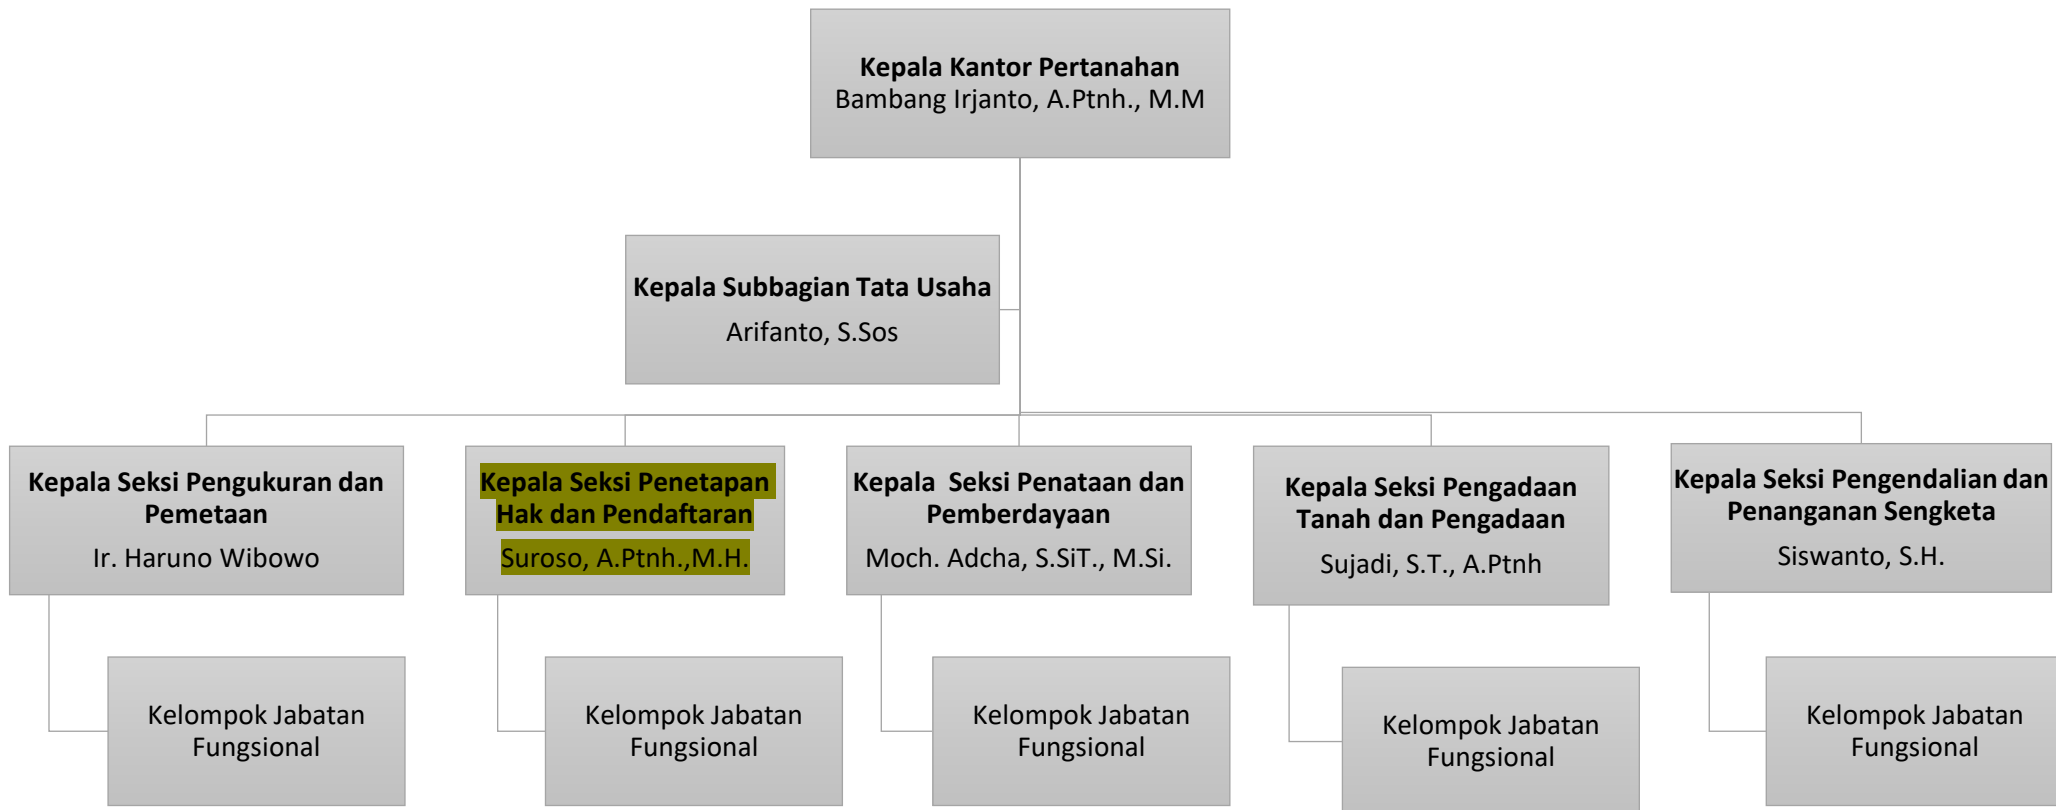 Kepala Kantor Pertanahan
Bambang Irjanto, A.Ptnh., M.M
Kepala Subbagian Tata Usaha
Arifanto, S.Sos
Kepala Seksi Pengukuran dan
Pemetaan
Ir. Haruno Wibowo
Kepala Seksi Penetapan
Hak dan Pendaftaran
Suroso, A.Ptnh.,M.H.
Kepala  Seksi Penataan dan
Pemberdayaan
Moch. Adcha, S.SiT., M.Si.
Kepala Seksi Pengadaan
Tanah dan Pengadaan
Sujadi, S.T., A.Ptnh
Kepala Seksi Pengendalian dan
Penanganan Sengketa
Siswanto, S.H.
Kelompok Jabatan
Fungsional
Kelompok Jabatan
Fungsional
Kelompok Jabatan
Fungsional
Kelompok Jabatan
Fungsional
Kelompok Jabatan
Fungsional